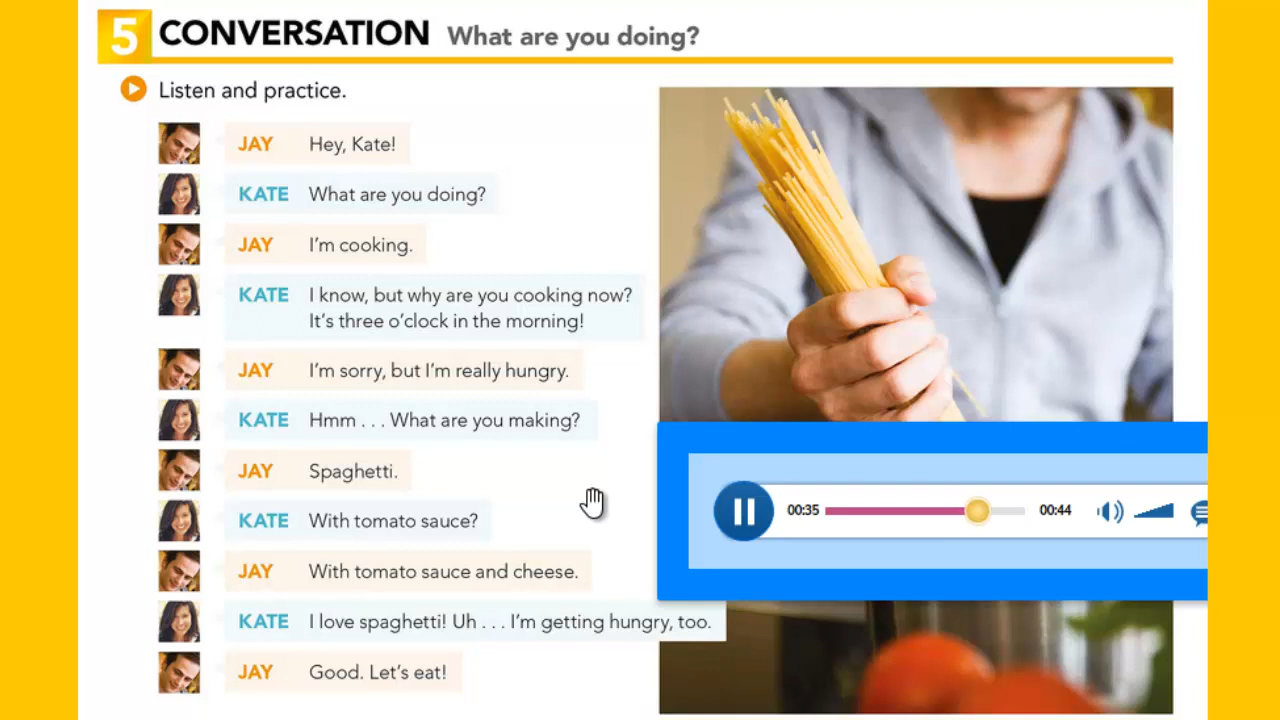 5 CONVERSATION What are you doing?
Listen and practice.
JAY Hey, Kate!
KATE What are you doing?
JAY I'm cooking.
KATE I know, but why are you cooking now?
It's three o'clock in the morning!
JAY I'm sorry, but I'm really hungry.
KATE Hmm . . . What are you making?
JAY Spaghetti.
KATE With tomato sauce?
JAY With tomato sauce and cheese.
KATE I love spaghetti! Uh . . . I'm getting hungry, too.
JAY Good. Let's eat!
00:35 00:44